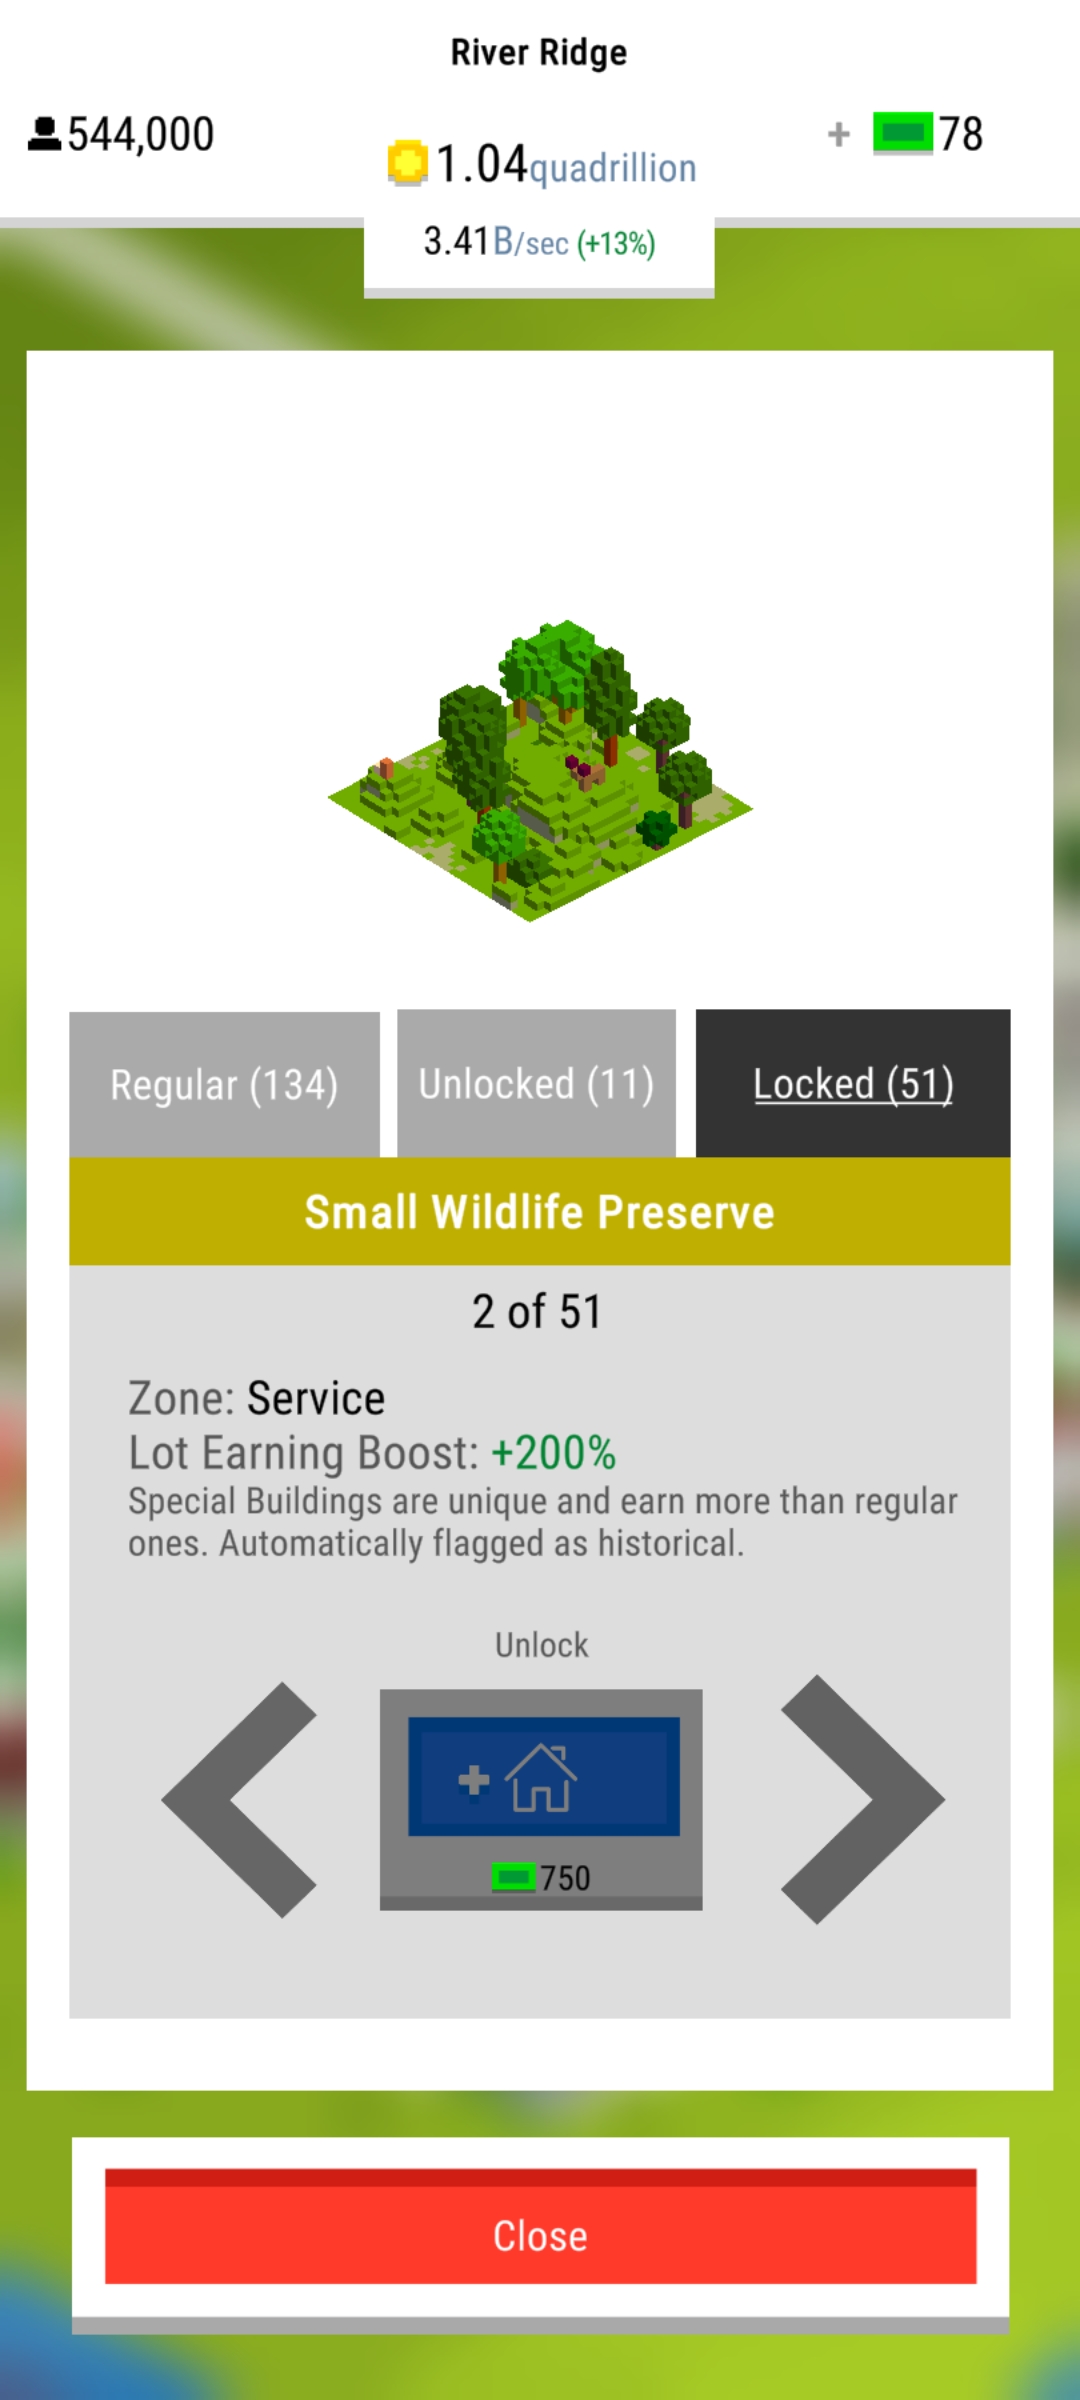 River Ridge
544,000
1.04quadrillion
+ 78
3.41B/sec (+13%)
Regular (134)
Unlocked (11)
Locked (51)
Small Wildlife Preserve
2 of 51
Zone: Service
Lot Earning Boost: +200%
Special Buildings are unique and earn more than regular
ones. Automatically flagged as historical.
Unlock
+
750
Close